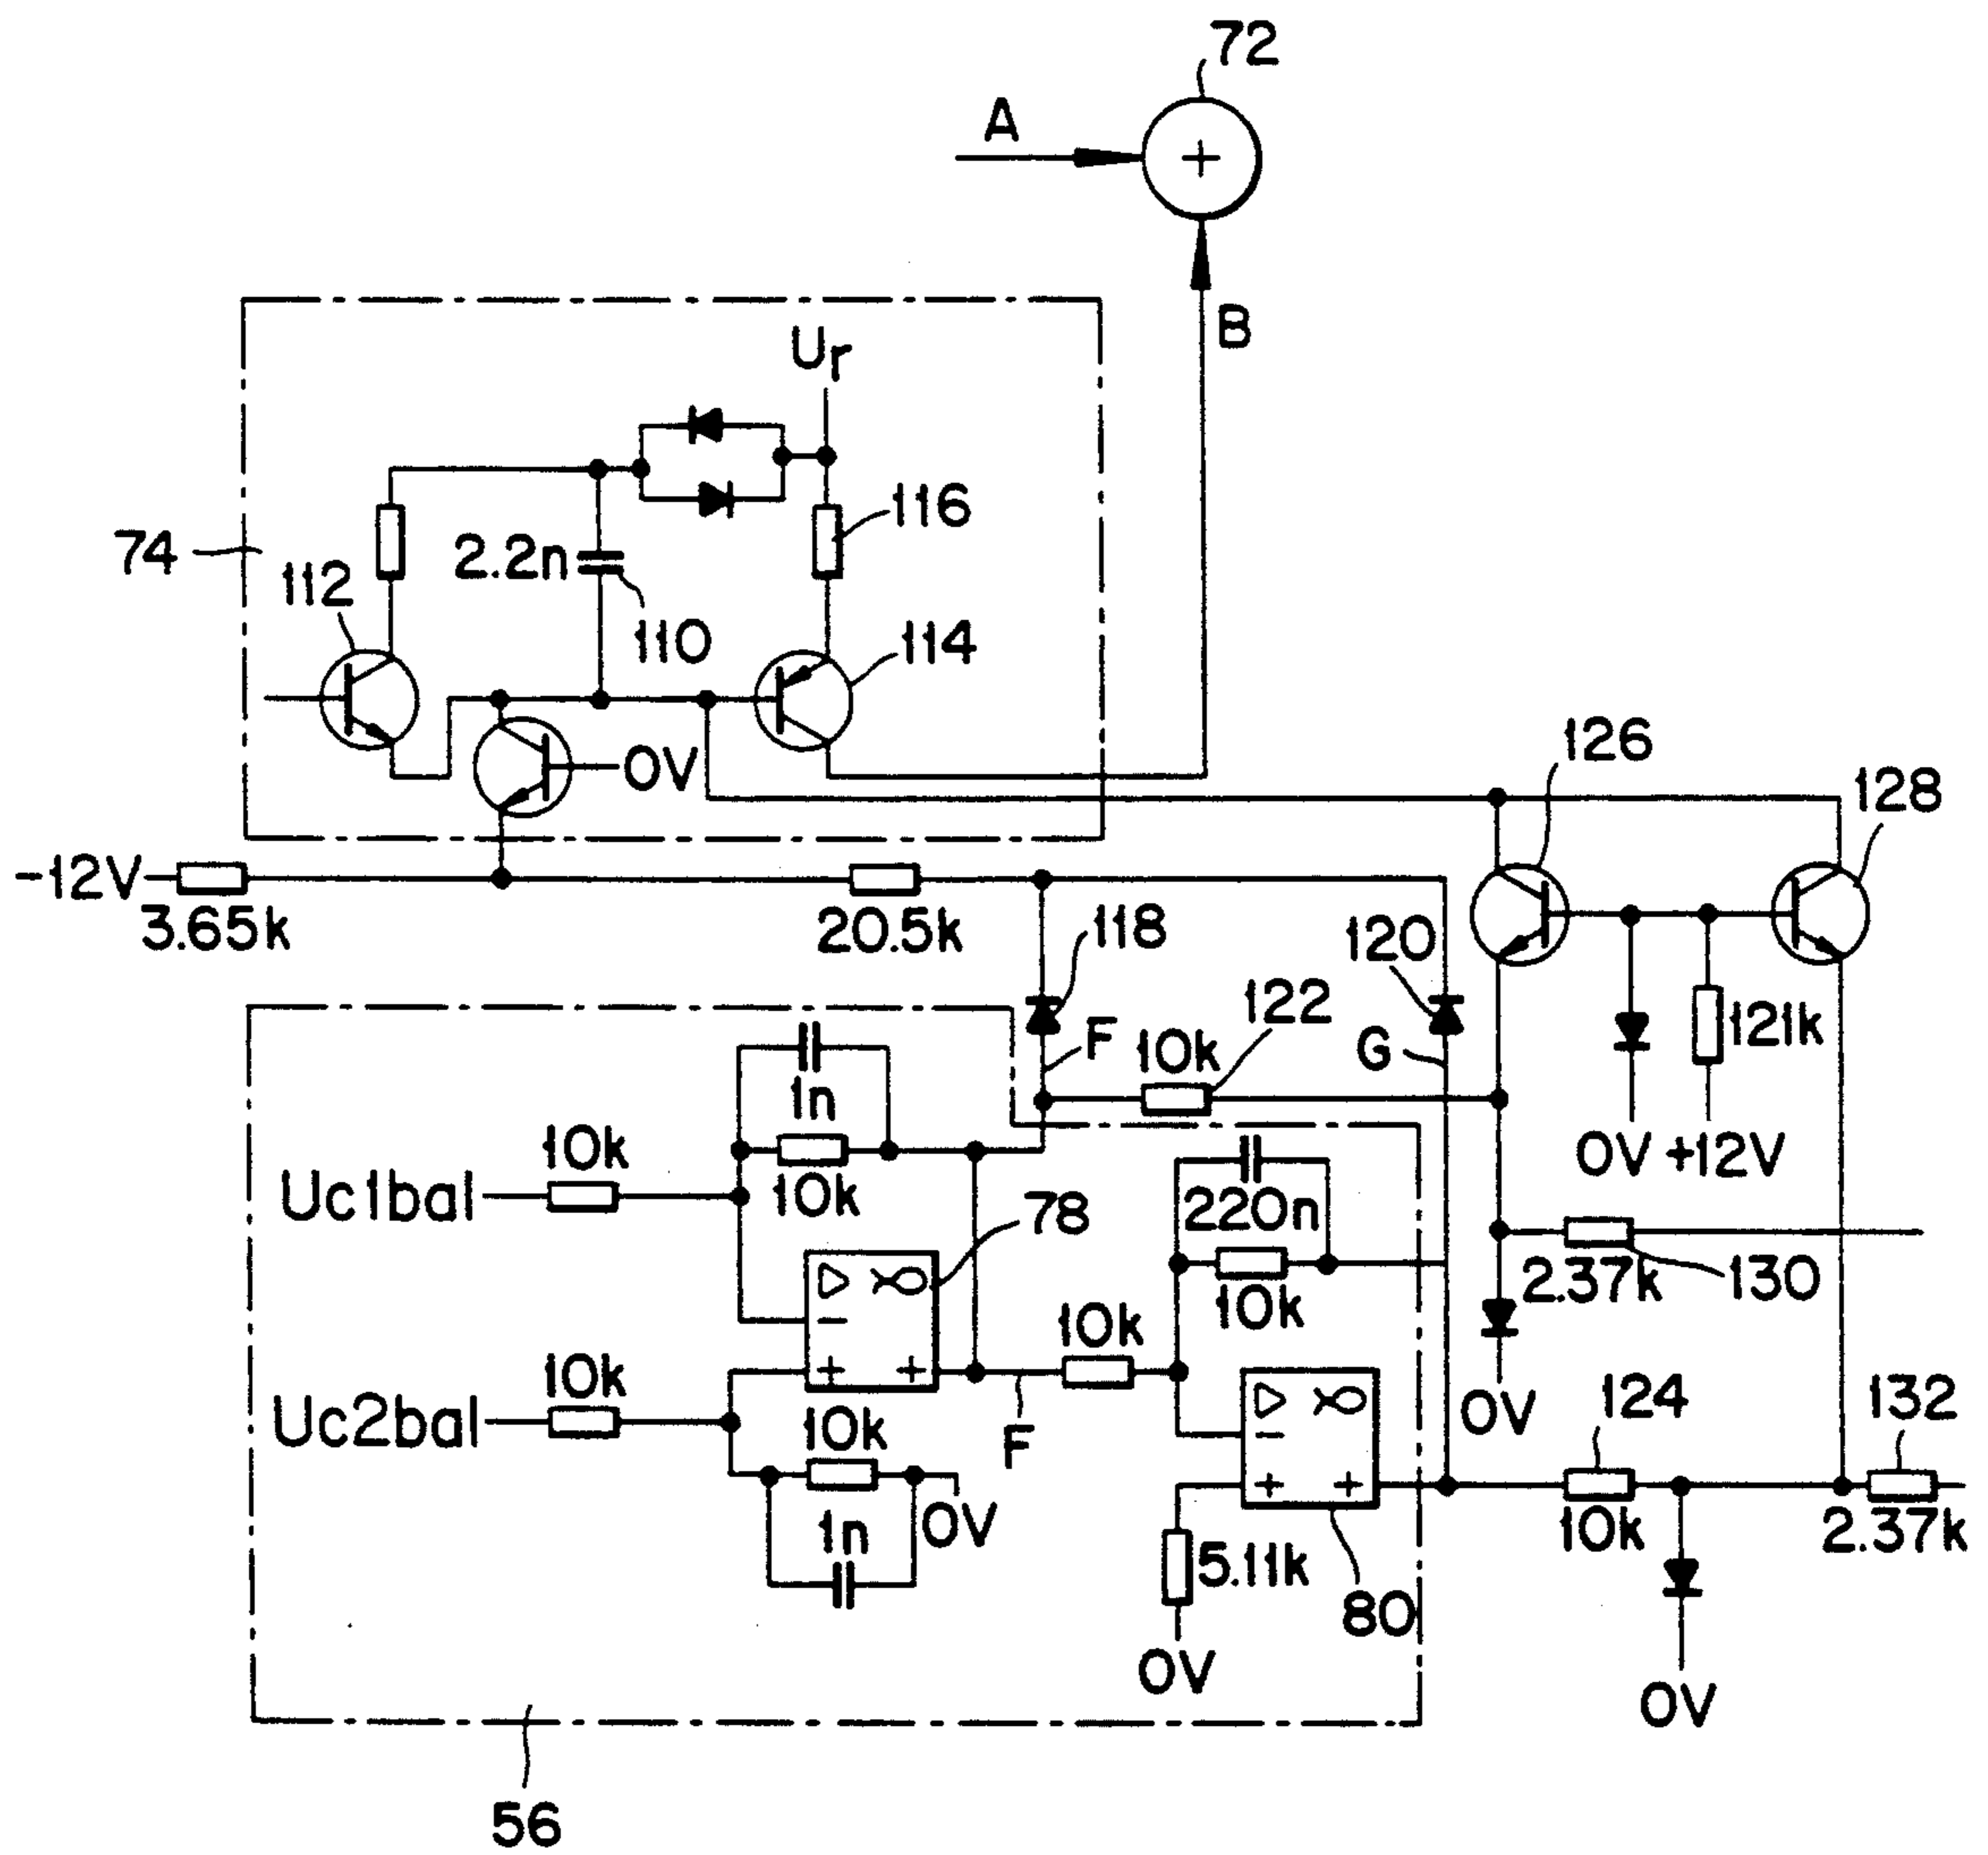 72
A
B
Ur
74
112
2.2n
110
116
114
0V
126
128
-12V
3.65k
20.5k
118
120
122
F
10k
G
121k
0V
+12V
1n
10k
10k
Uc1bal
78
220n
10k
2.37k
130
10k
10k
Uc2bal
10k
F
0V
1n
0V
124
10k
132
2.37k
5.11k
80
0V
0V
56